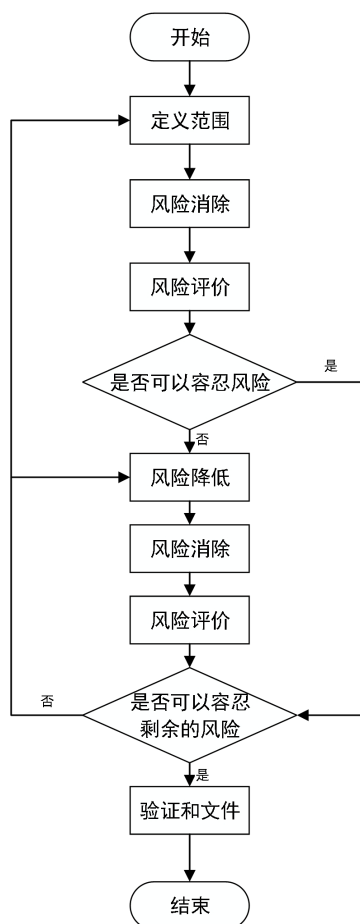 开始
定义范围
风险消除
风险评价
是否可以容忍风险
是
否
风险降低
风险消除
风险评价
是否可以容忍
剩余的风险
否
是
验证和文件
结束